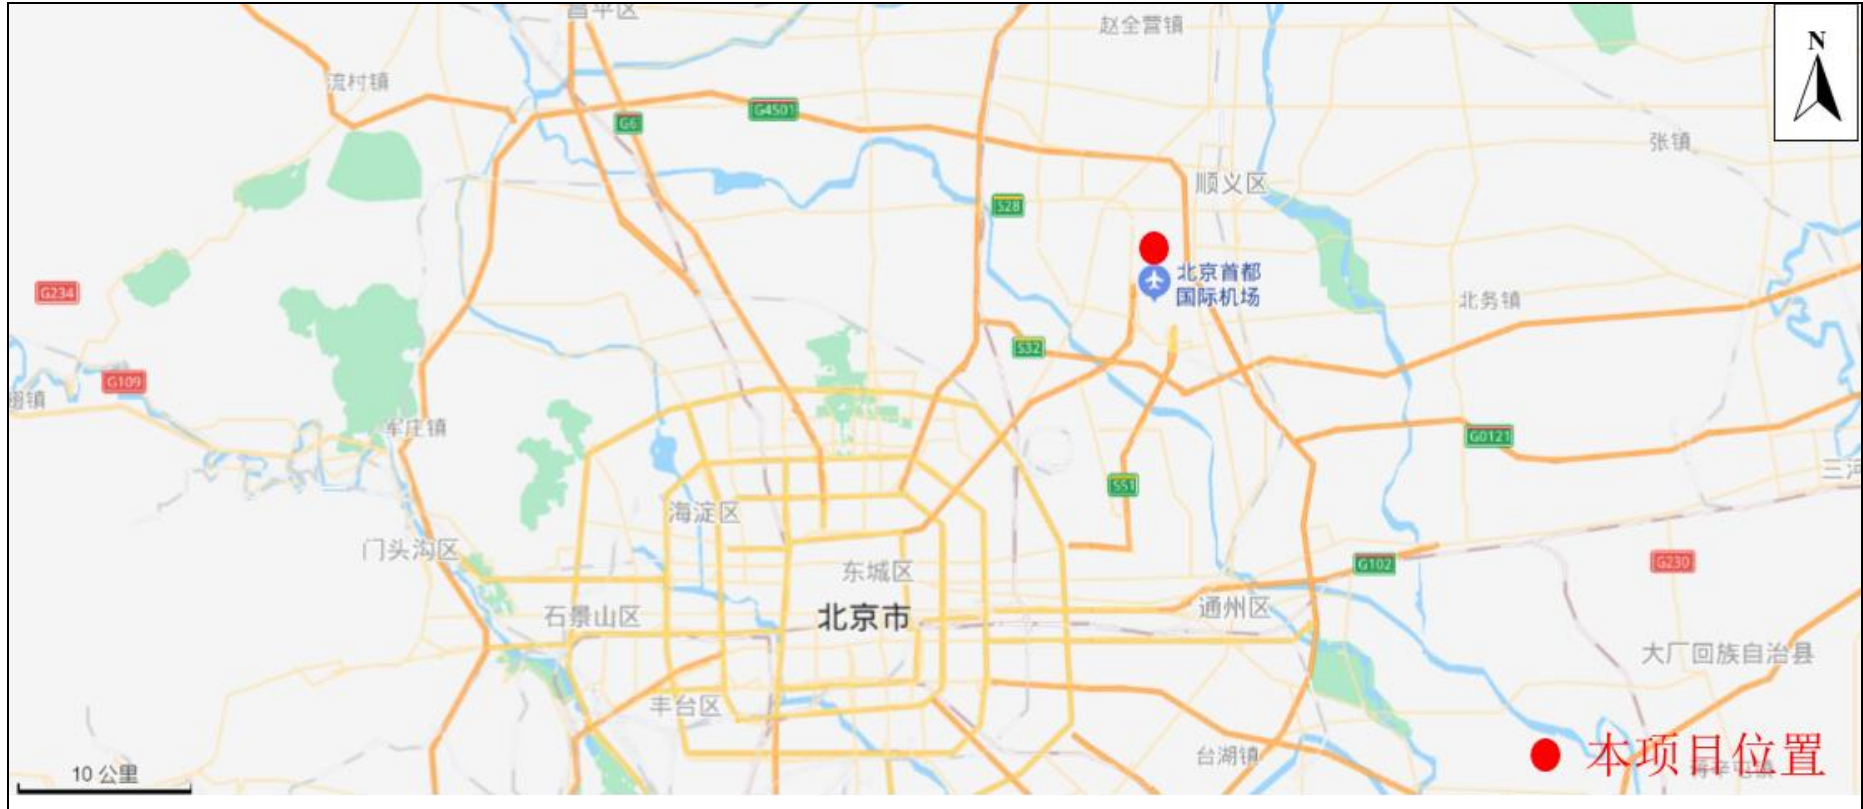 昌平区
赵全营镇
N
流村镇
G4501
G6
张镇
顺义区
S28
北京首都
国际机场
G234
北务镇
S32
G109
军庄镇
G0121
三河
S51
海淀区
门头沟区
G102
G230
东城区
石景山区
北京市
通州区
大厂回族自治县
丰台区
台湖镇
本项目位置
10 公里